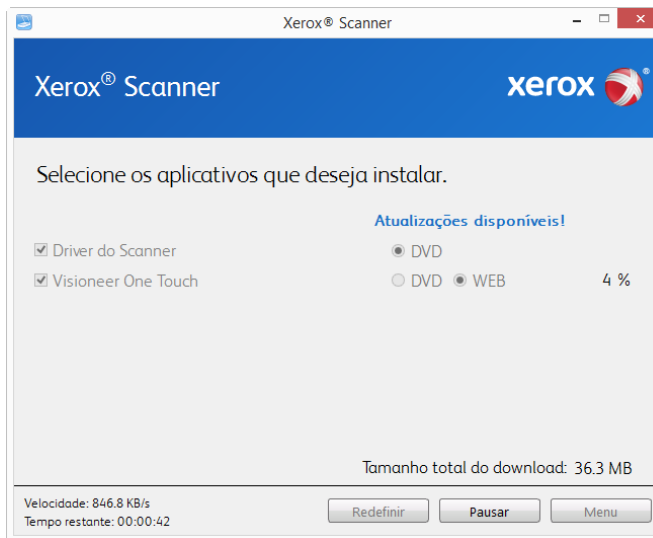 Xerox® Scanner
Xerox® Scanner
xerox®
Selecione os aplicativos que deseja instalar.
Atualizações disponíveis!
Driver do Scanner DVD
Visioneer One Touch DVD WEB 4 %
Tamanho total do download: 36.3 MB
Velocidade: 846.8 KB/s
Tempo restante: 00:00:42
Redefinir Pausar Menu